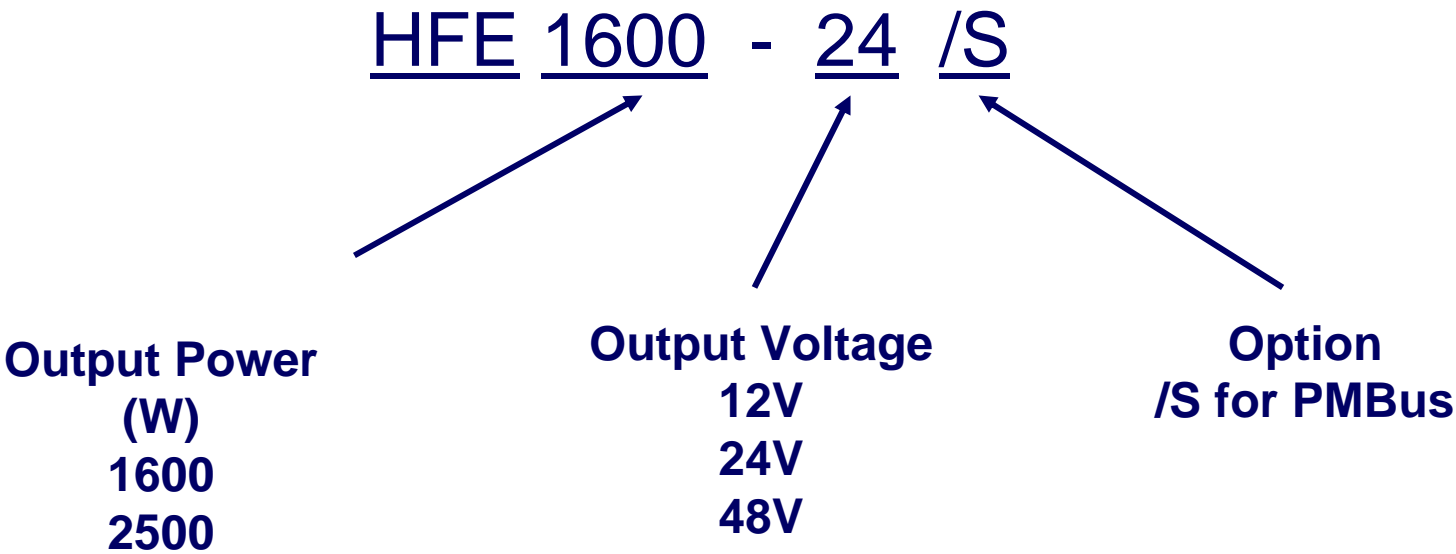 HFE 1600 - 24 /S
Output Power
(W)
1600
2500
Output Voltage
12V
24V
48V
Option
/S for PMBus